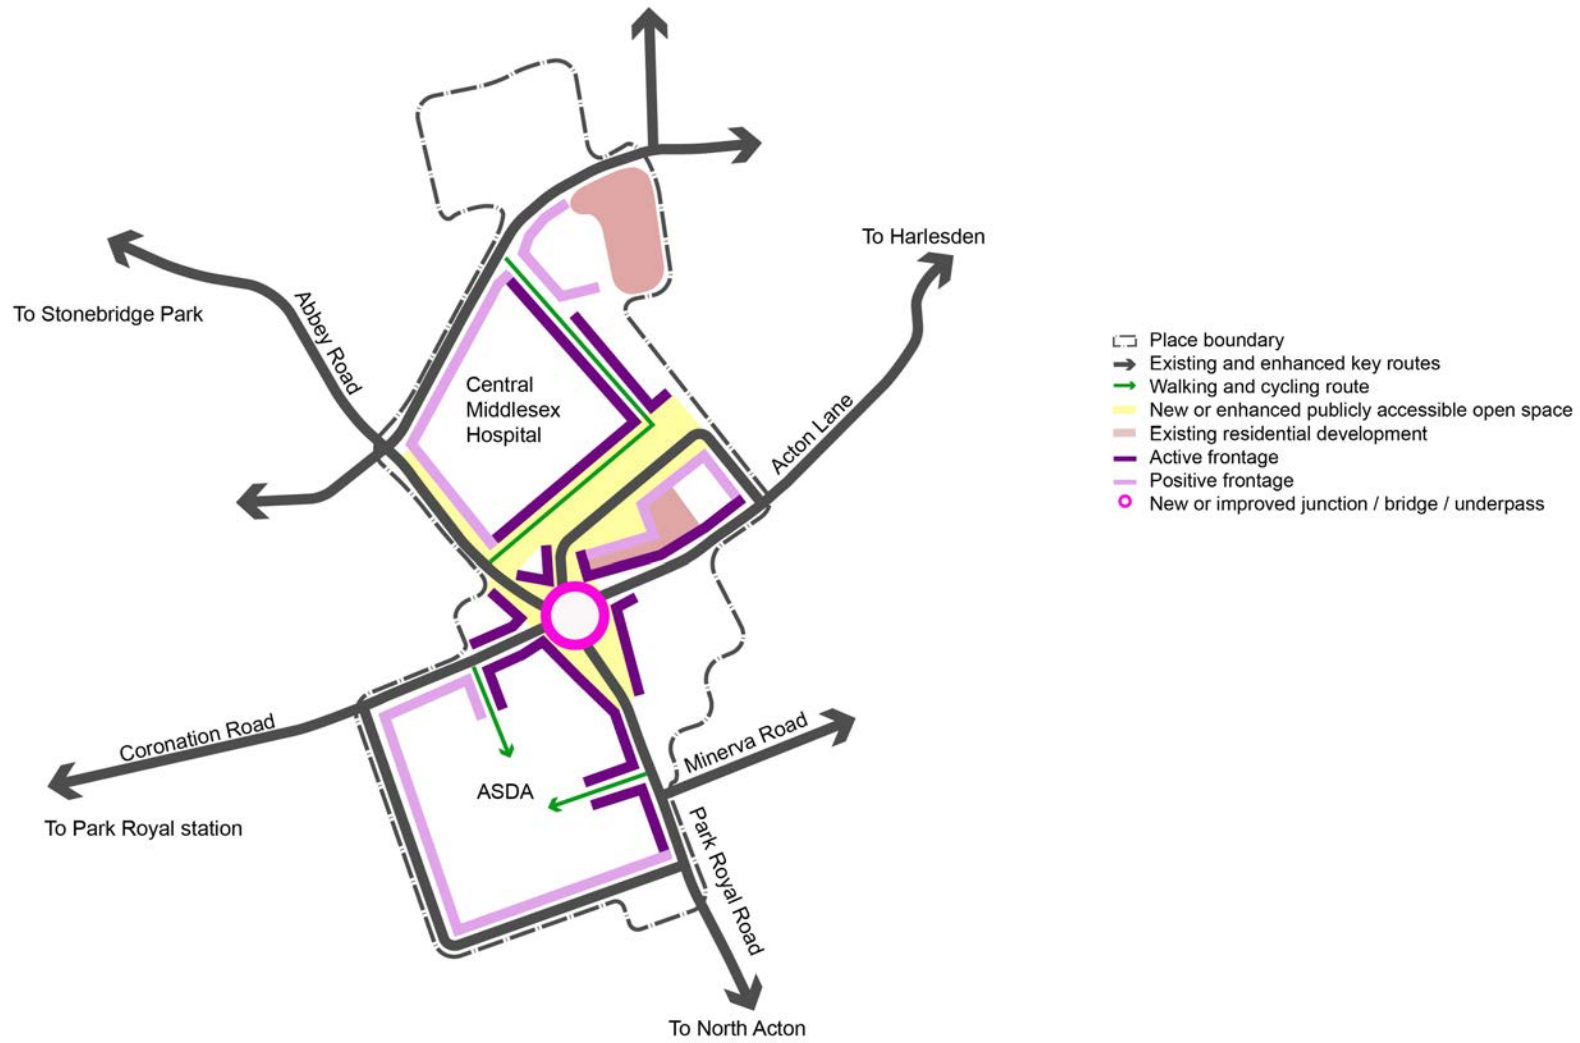 To Harlesden
To Stonebridge Park
Abbey Road
Central
Middlesex
Hospital
Acton Lane
Place boundary
Existing and enhanced key routes
Walking and cycling route
New or enhanced publicly accessible open space
Existing residential development
Active frontage
Positive frontage
New or improved junction / bridge / underpass
Coronation Road
Minerva Road
ASDA
To Park Royal station
Park Royal Road
To North Acton